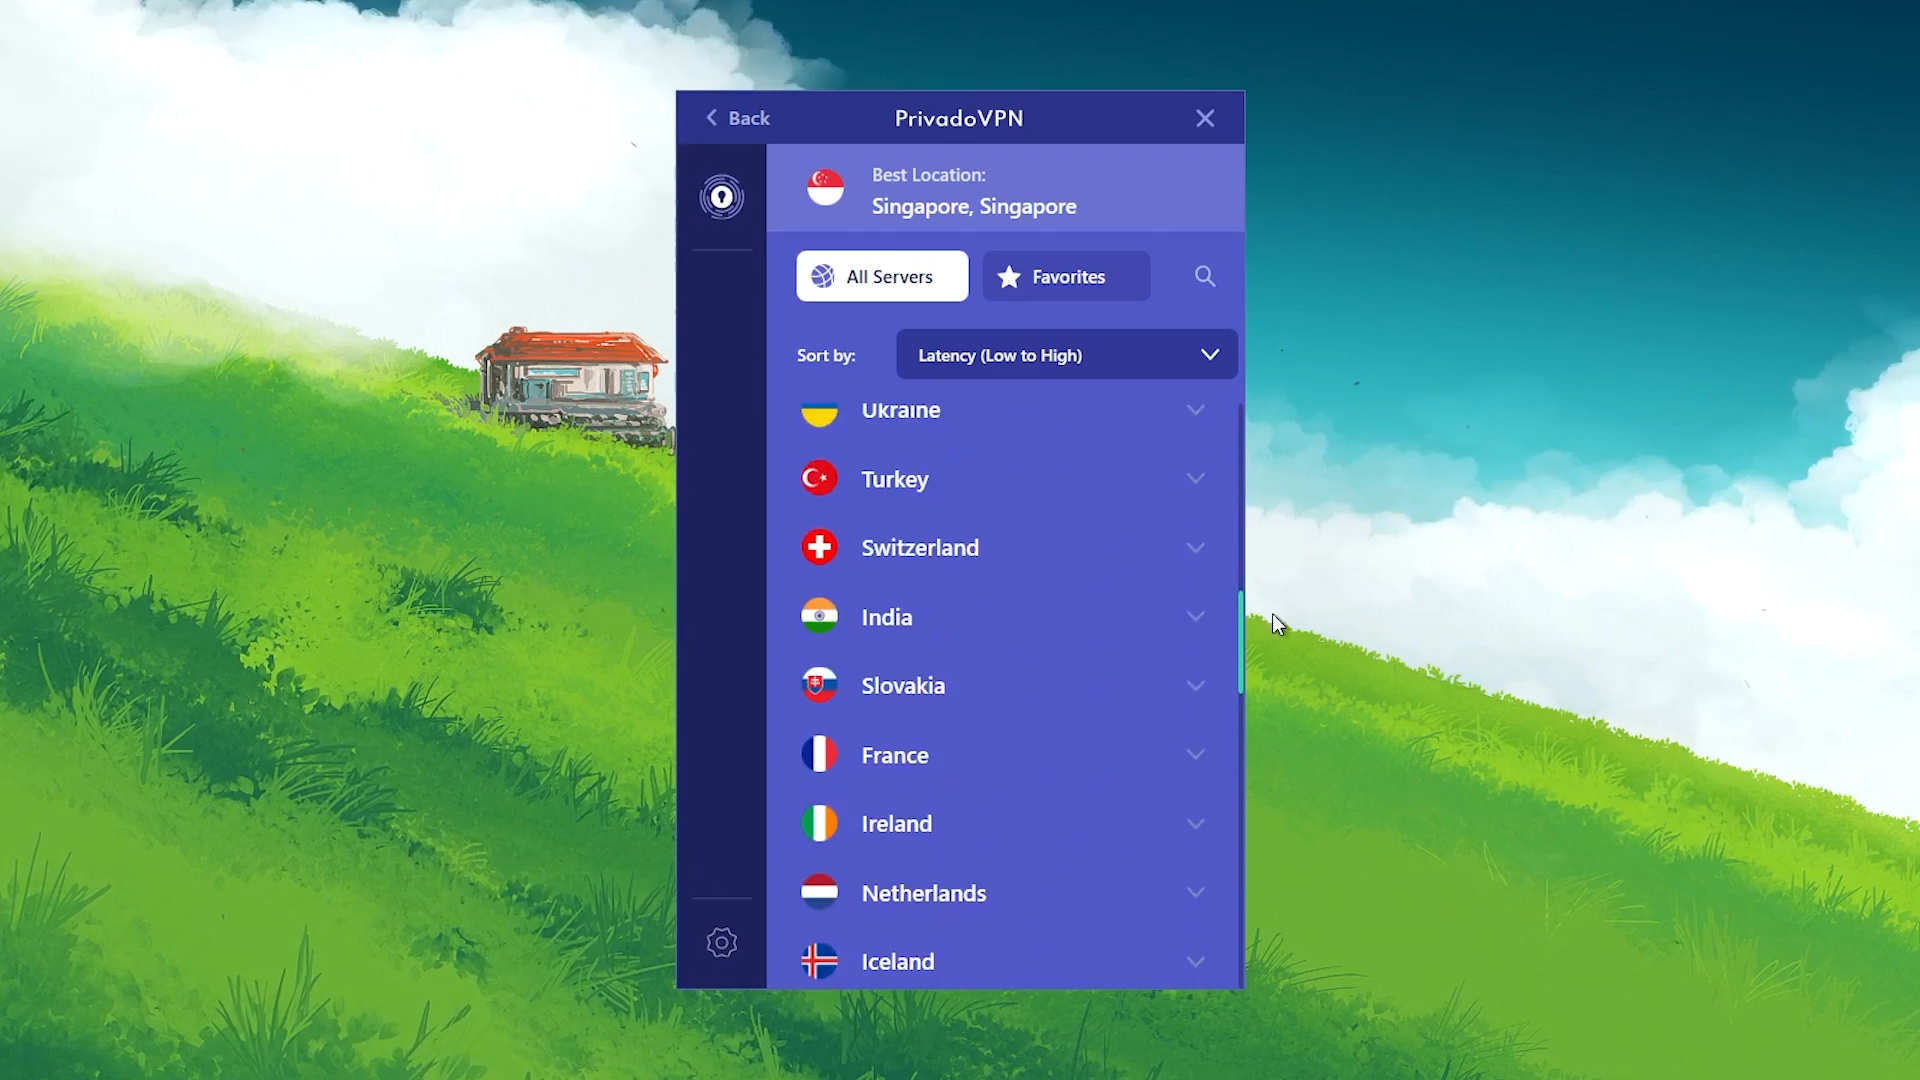 Back
PrivadoVPN
Best Location:
Singapore, Singapore
All Servers
Favorites
Sort by:
Latency (Low to High)
Ukraine
Turkey
Switzerland
India
Slovakia
France
Ireland
Netherlands
Iceland